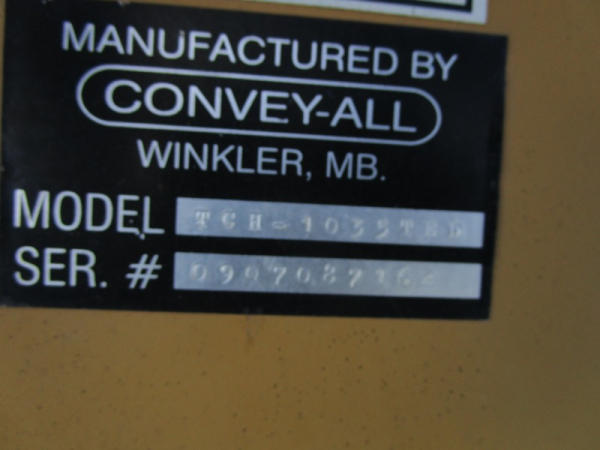 MANUFACTURED BY
CONVEY-ALL
WINKLER, MB.
MODEL
SER. #